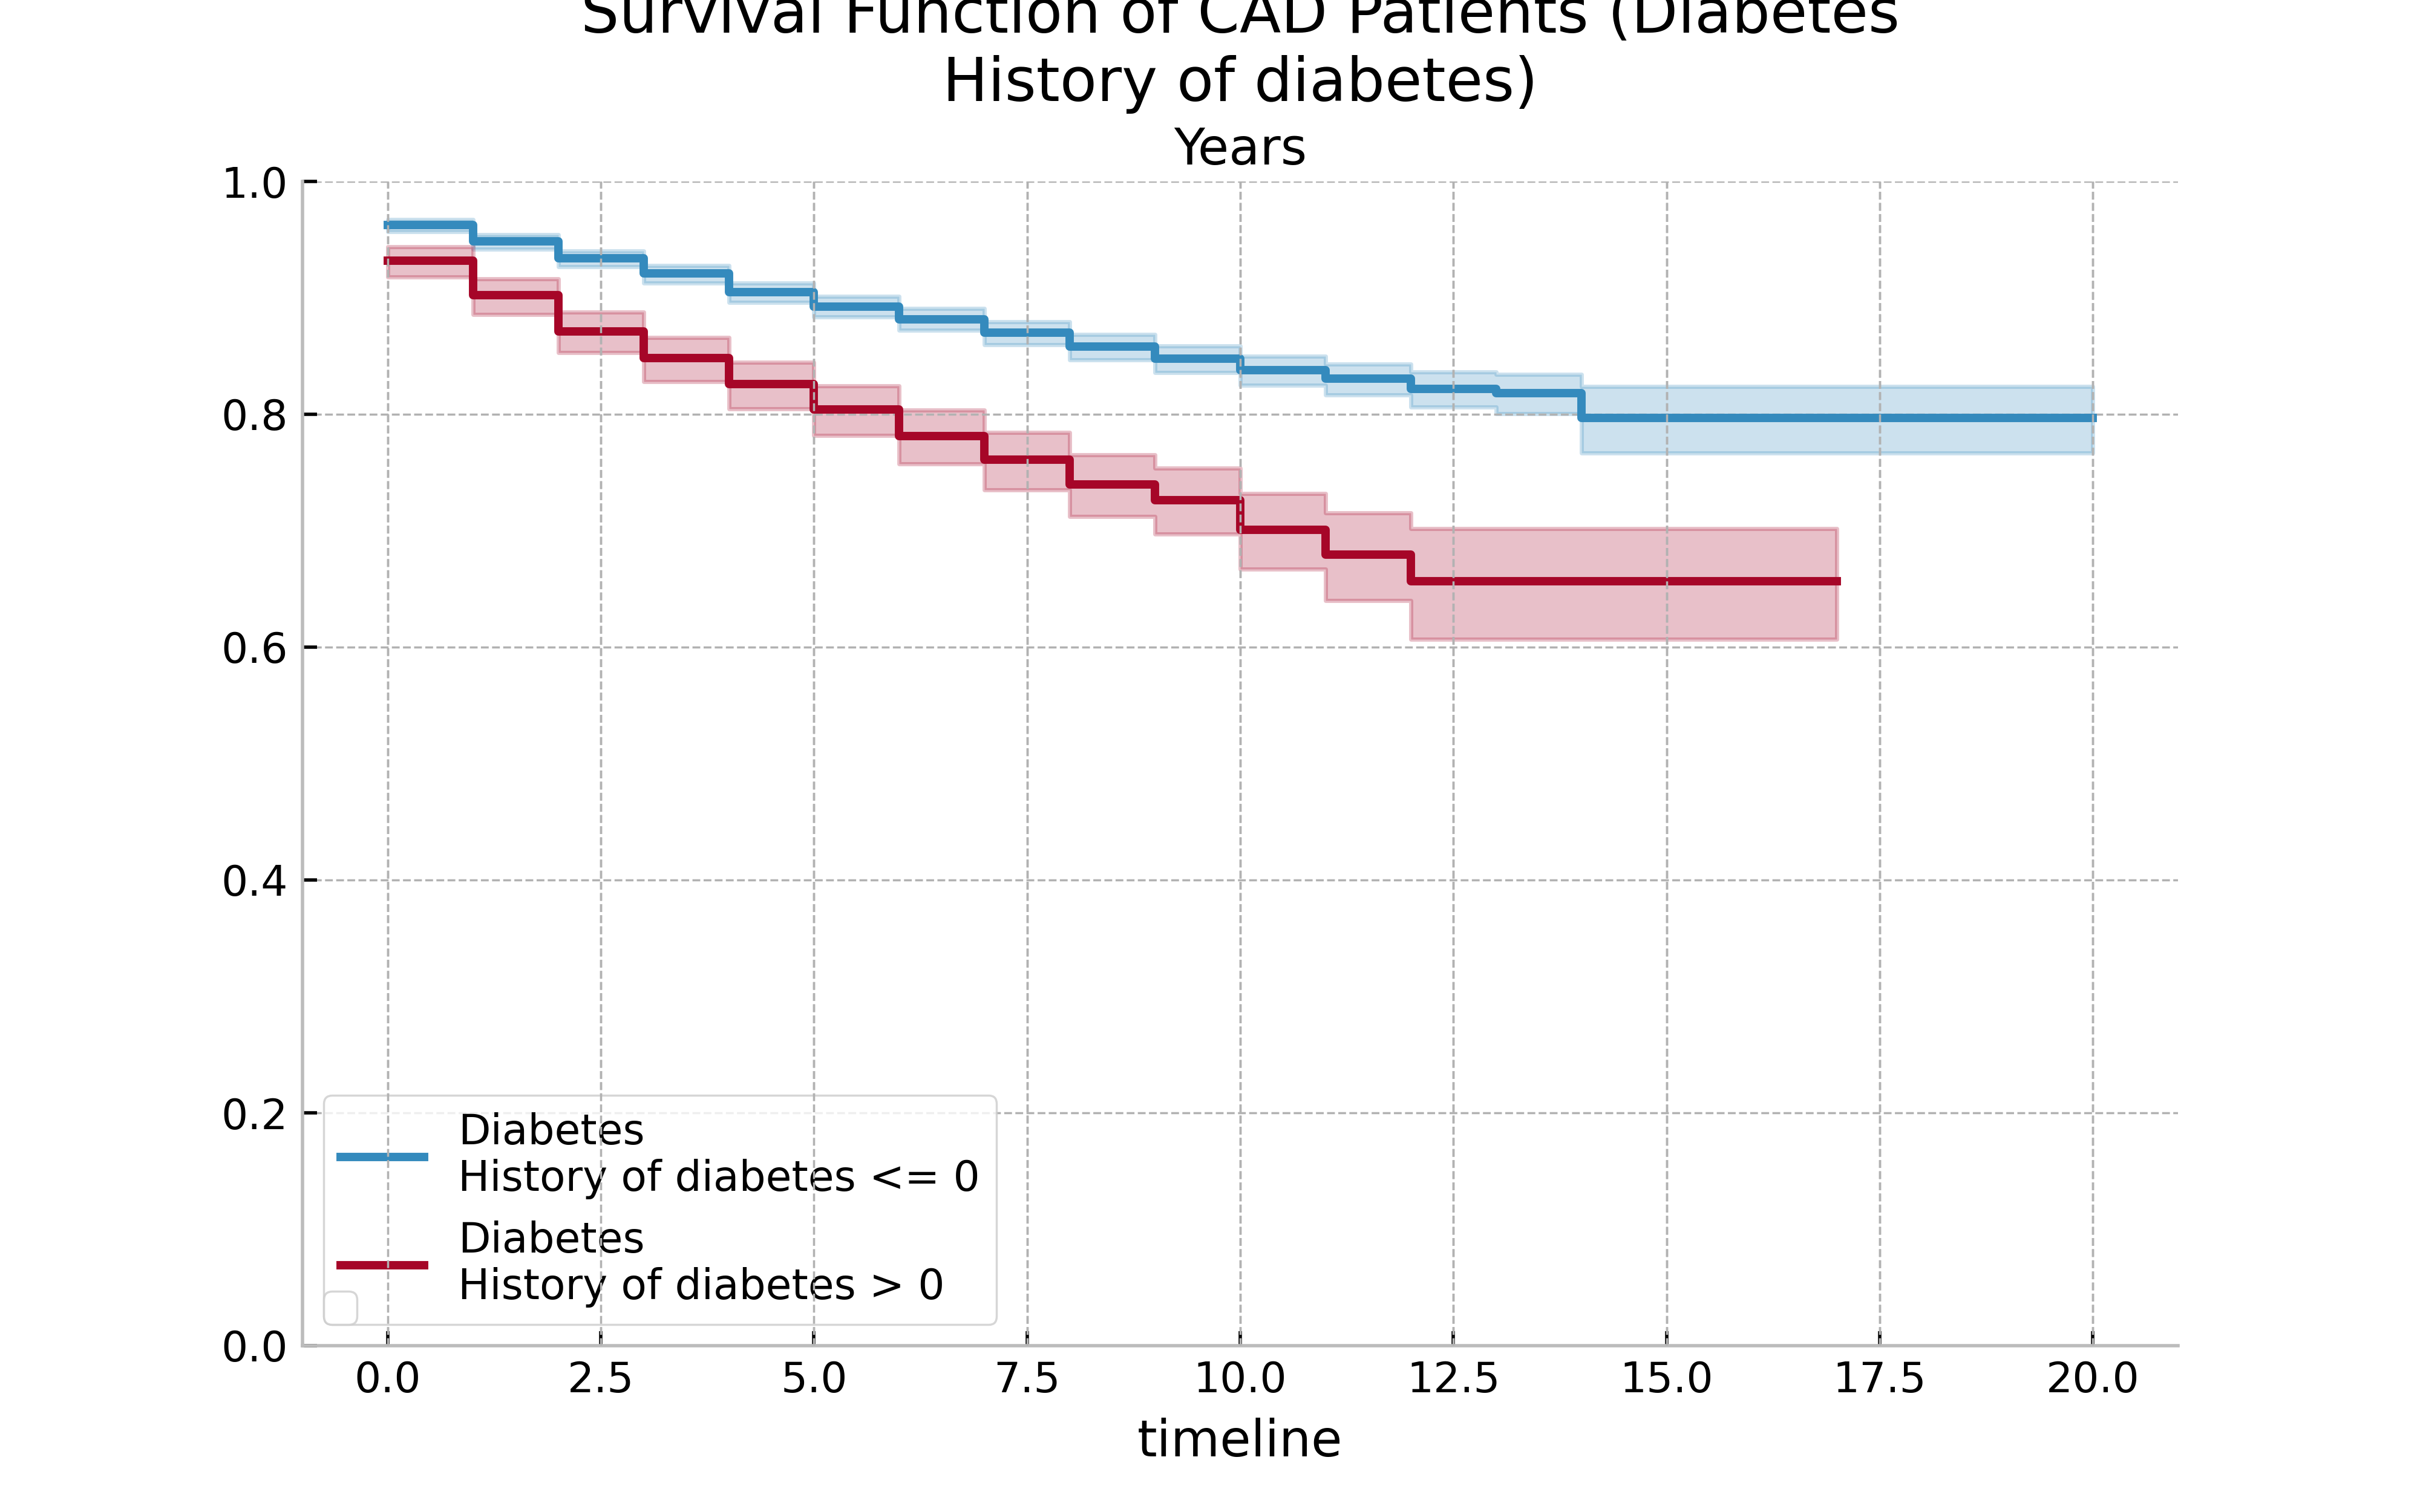 Survival Function of CAD Patients (Diabetes
History of diabetes)
Years
1.0
0.8
0.6
0.4
0.2
0.0
Diabetes
History of diabetes <= 0
Diabetes
History of diabetes > 0
0.0 2.5 5.0 7.5 10.0 12.5 15.0 17.5 20.0
timeline